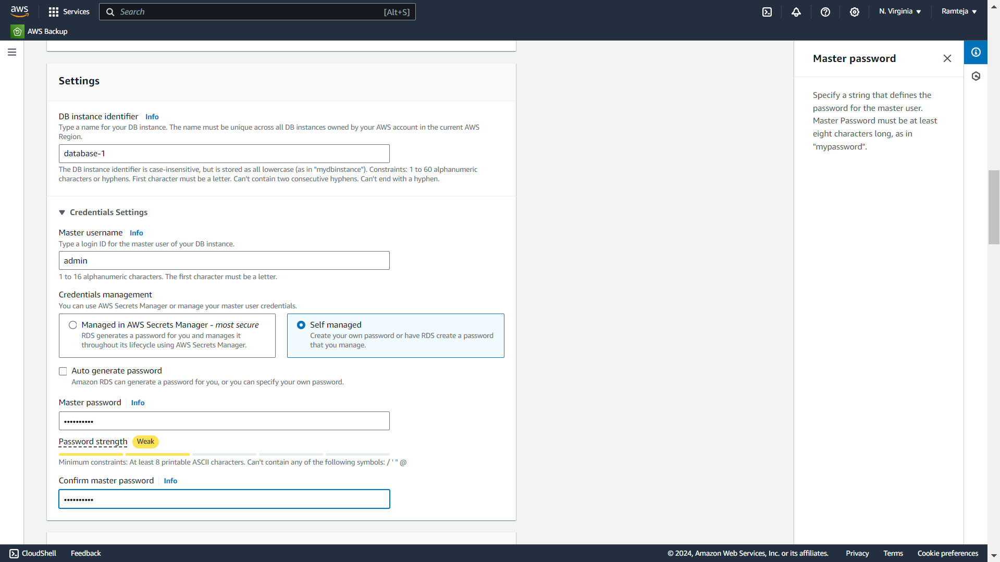 aws
Services
Search
[Alt+S]
N. Virginia
Ramteja
AWS Backup
Settings
DB instance identifier Info
Type a name for your DB instance. The name must be unique across all DB instances owned by your AWS account in the current AWS
Region.
database-1
The DB instance identifier is case-insensitive, but is stored as all lowercase (as in "mydbinstance"). Constraints: 1 to 60 alphanumeric
characters or hyphens. First character must be a letter. Can't contain two consecutive hyphens. Can't end with a hyphen.
Credentials Settings
Master username Info
Type a login ID for the master user of your DB instance.
admin
1 to 16 alphanumeric characters. The first character must be a letter.
Credentials management
You can use AWS Secrets Manager or manage your master user credentials.
Managed in AWS Secrets Manager - most secure
RDS generates a password for you and manages it
throughout its lifecycle using AWS Secrets Manager.
Self managed
Create your own password or have RDS create a password
that you manage.
Auto generate password
Amazon RDS can generate a password for you, or you can specify your own password.
Master password Info
••••••••••
Password strength Weak
Minimum constraints: At least 8 printable ASCII characters. Can't contain any of the following symbols: / ' " @
Confirm master password Info
••••••••••
Master password
Specify a string that defines the
password for the master user.
Master Password must be at least
eight characters long, as in
"mypassword".
CloudShell
Feedback
© 2024, Amazon Web Services, Inc. or its affiliates.
Privacy
Terms
Cookie preferences